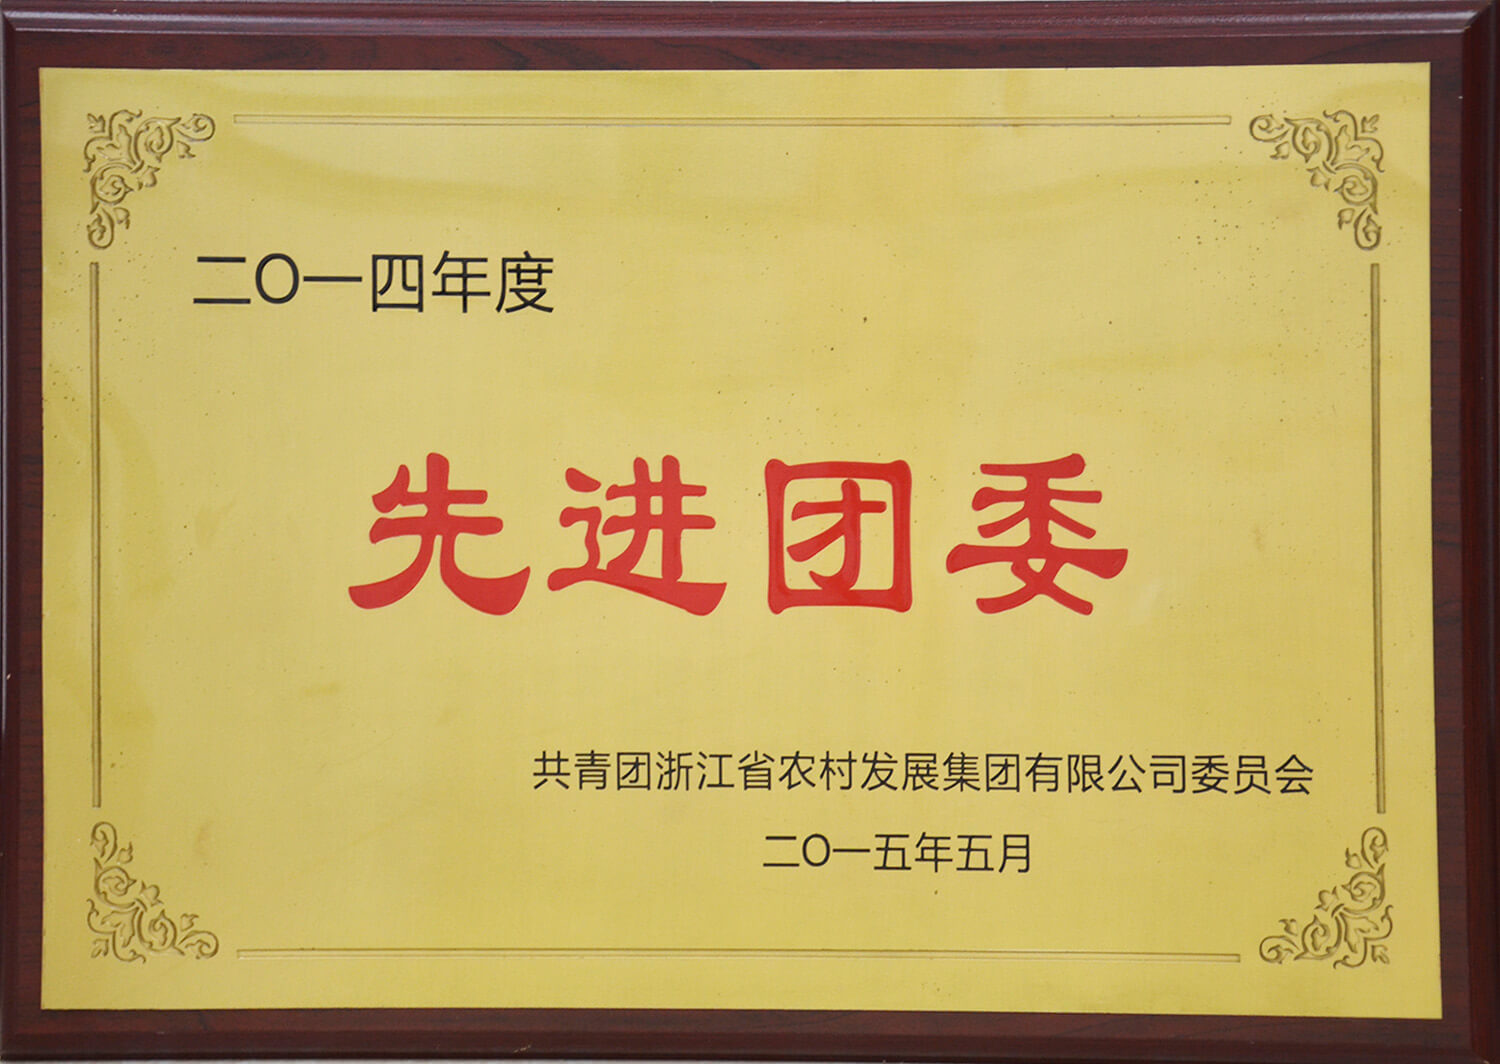 二〇一四年度
先进团委
共青团浙江省农村发展集团有限公司委员会
二〇一五年五月